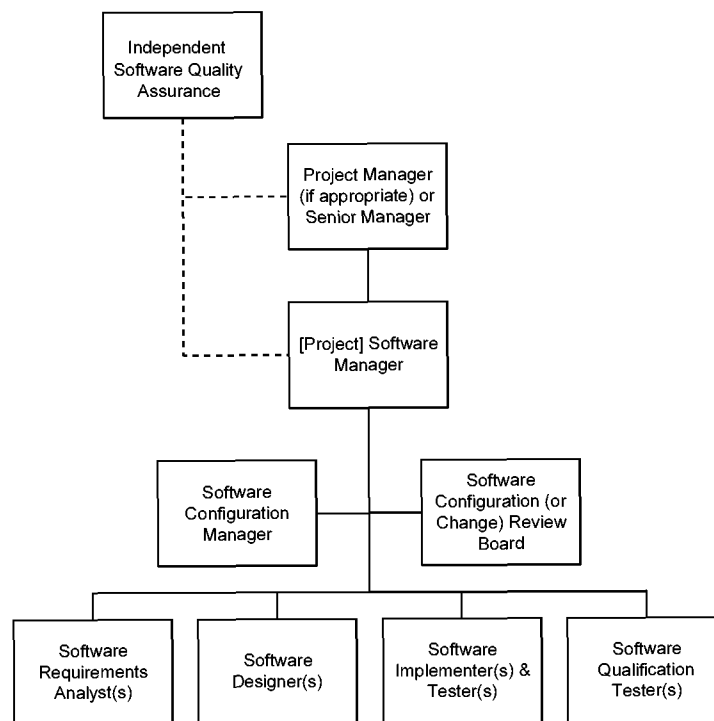 Independent
Software Quality
Assurance
Project Manager
(if appropriate) or
Senior Manager
[Project] Software
Manager
Software
Configuration
Manager
Software
Configuration (or
Change) Review
Board
Software
Requirements
Analyst(s)
Software
Designer(s)
Software
Implementer(s) &
Tester(s)
Software
Qualification
Tester(s)